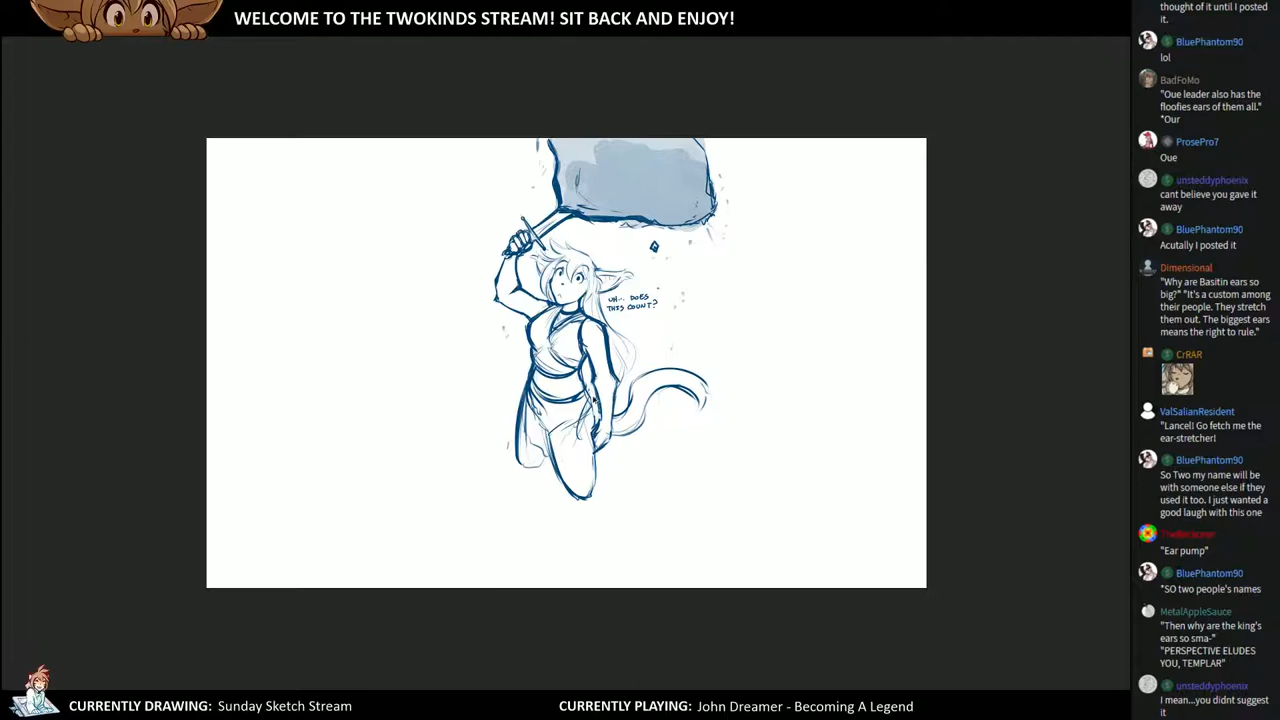 WELCOME TO THE TWOKINDS STREAM! SIT BACK AND ENJOY!
UH... DOES
THIS COUNT?
thought of it until I posted
it.
BluePhantom90
lol
BadFoMo
"Oue leader also has the
floofies ears of them all."
*Our
ProsePro7
Oue
unsteddyphoenix
cant believe you gave it
away
BluePhantom90
Acutally I posted it
Dimensional
"Why are Basitin ears so
big?" "It's a custom among
their people. They stretch
them out. The biggest ears
means the right to rule."
CrRAR
ValSalianResident
"Lancel! Go fetch me the
ear-stretcher!
BluePhantom90
So Two my name will be
with someone else if they
used it too. I just wanted a
good laugh with this one
"Ear pump"
BluePhantom90
*SO two people's names
MetalAppleSauce
"Then why are the king's
ears so sma-"
"PERSPECTIVE ELUDES
YOU, TEMPLAR"
unsteddyphoenix
I mean...you didnt suggest
it
CURRENTLY DRAWING: Sunday Sketch Stream
CURRENTLY PLAYING: John Dreamer - Becoming A Legend